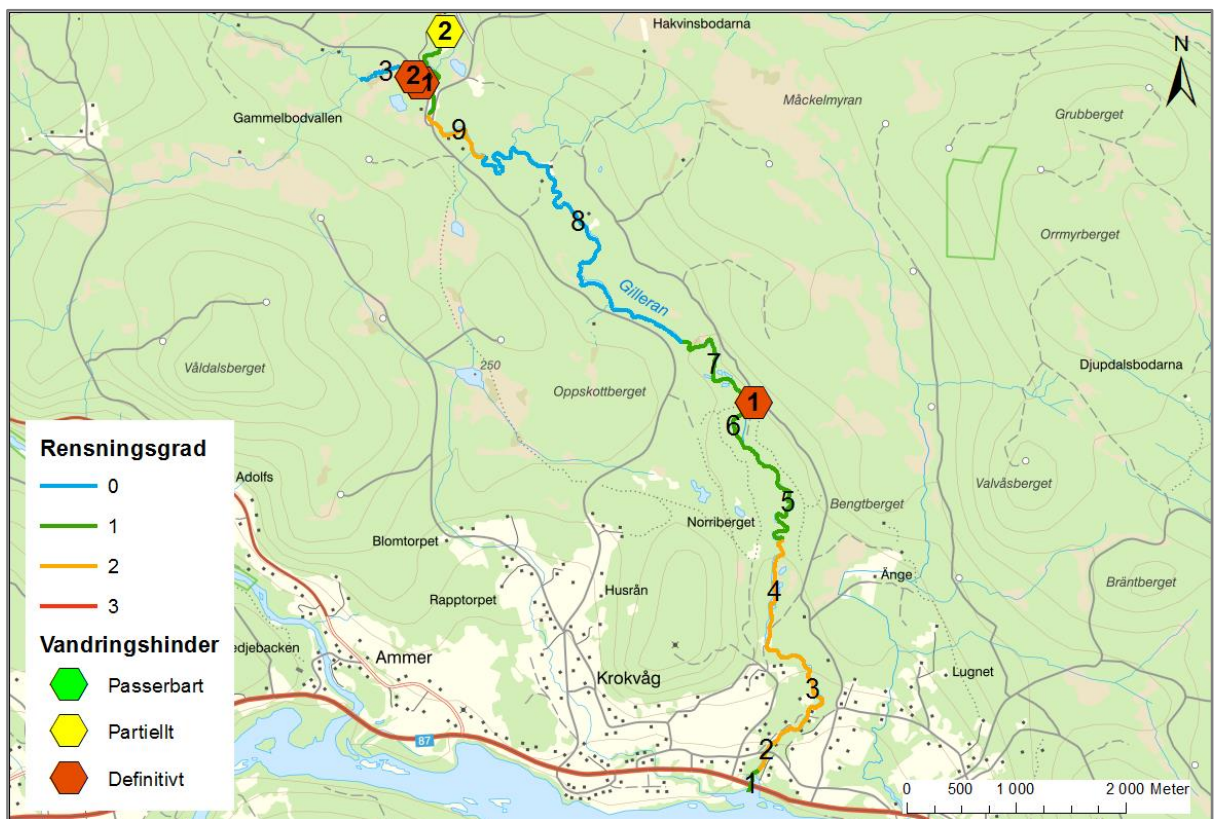 Hakvinsbodarna
N
2
3
2
1
Måckelmyran
Grubberget
Gammelbodvallen
9
8
Orrmyrberget
Gilleran
Våldalsberget
250
Oppskottberget
7
Djupdalsbodarna
1
6
Rensningsgrad
0
1
2
3
Vandringshinder
Passerbart
Partiellt
Definitivt
Adolfs
5
Bengtberget
Valvåsberget
Norriberget
Blomtorpet
Änge
Bräntberget
Husrån
4
Rapptorpet
edjebacken
Ammer
Krokvåg
Lugnet
3
87
2
1
0 500 1 000 2 000 Meter